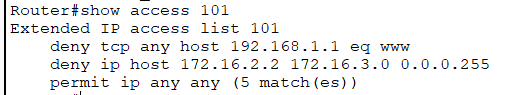 Router#show access 101
Extended IP access list 101
    deny tcp any host 192.168.1.1 eq www
    deny ip host 172.16.2.2 172.16.3.0 0.0.0.255
    permit ip any any (5 match(es))